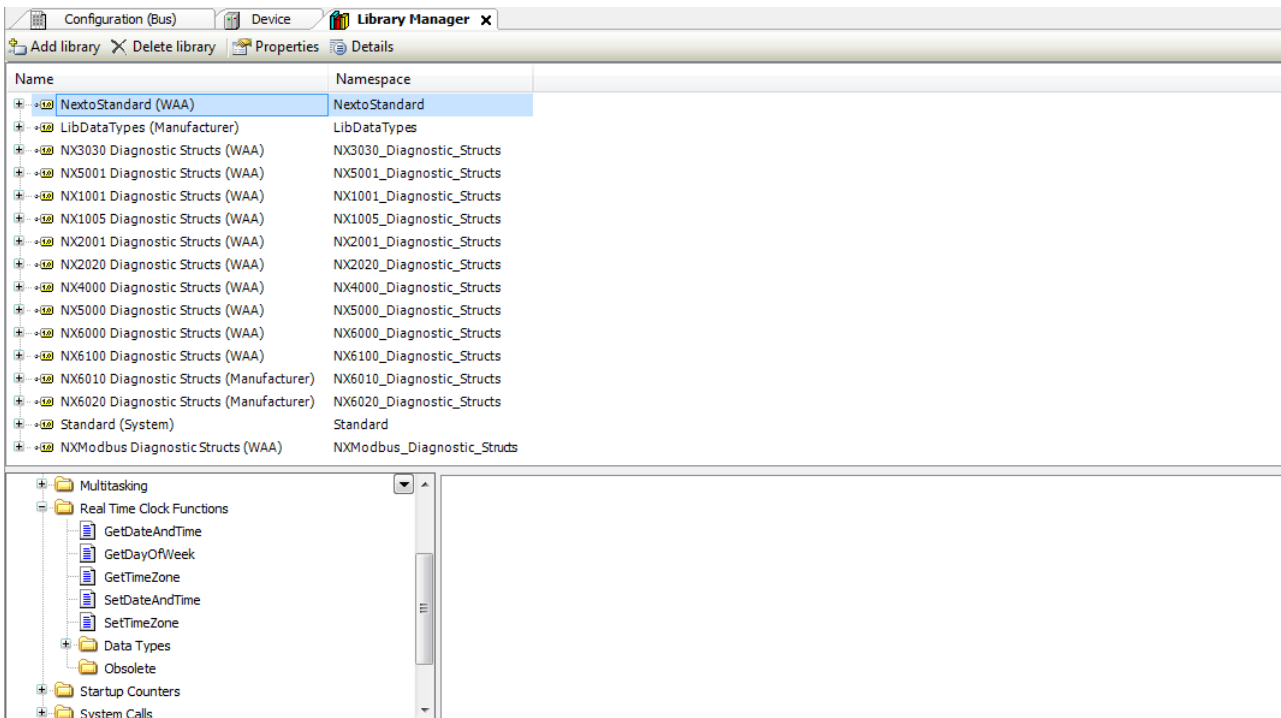 Configuration (Bus) Device Library Manager X
Add library Delete library Properties Details
Name Namespace
NextoStandard (WAA) NextoStandard
LibDataTypes (Manufacturer) LibDataTypes
NX3030 Diagnostic Structs (WAA) NX3030_Diagnostic_Structs
NX5001 Diagnostic Structs (WAA) NX5001_Diagnostic_Structs
NX1001 Diagnostic Structs (WAA) NX1001_Diagnostic_Structs
NX1005 Diagnostic Structs (WAA) NX1005_Diagnostic_Structs
NX2001 Diagnostic Structs (WAA) NX2001_Diagnostic_Structs
NX2020 Diagnostic Structs (WAA) NX2020_Diagnostic_Structs
NX4000 Diagnostic Structs (WAA) NX4000_Diagnostic_Structs
NX5000 Diagnostic Structs (WAA) NX5000_Diagnostic_Structs
NX6000 Diagnostic Structs (WAA) NX6000_Diagnostic_Structs
NX6100 Diagnostic Structs (WAA) NX6100_Diagnostic_Structs
NX6010 Diagnostic Structs (Manufacturer) NX6010_Diagnostic_Structs
NX6020 Diagnostic Structs (Manufacturer) NX6020_Diagnostic_Structs
Standard (System) Standard
NXModbus Diagnostic Structs (WAA) NXModbus_Diagnostic_Structs
Multitasking
Real Time Clock Functions
GetDateAndTime
GetDayOfWeek
GetTimeZone
SetDateAndTime
SetTimeZone
Data Types
Obsolete
Startup Counters
System Calls